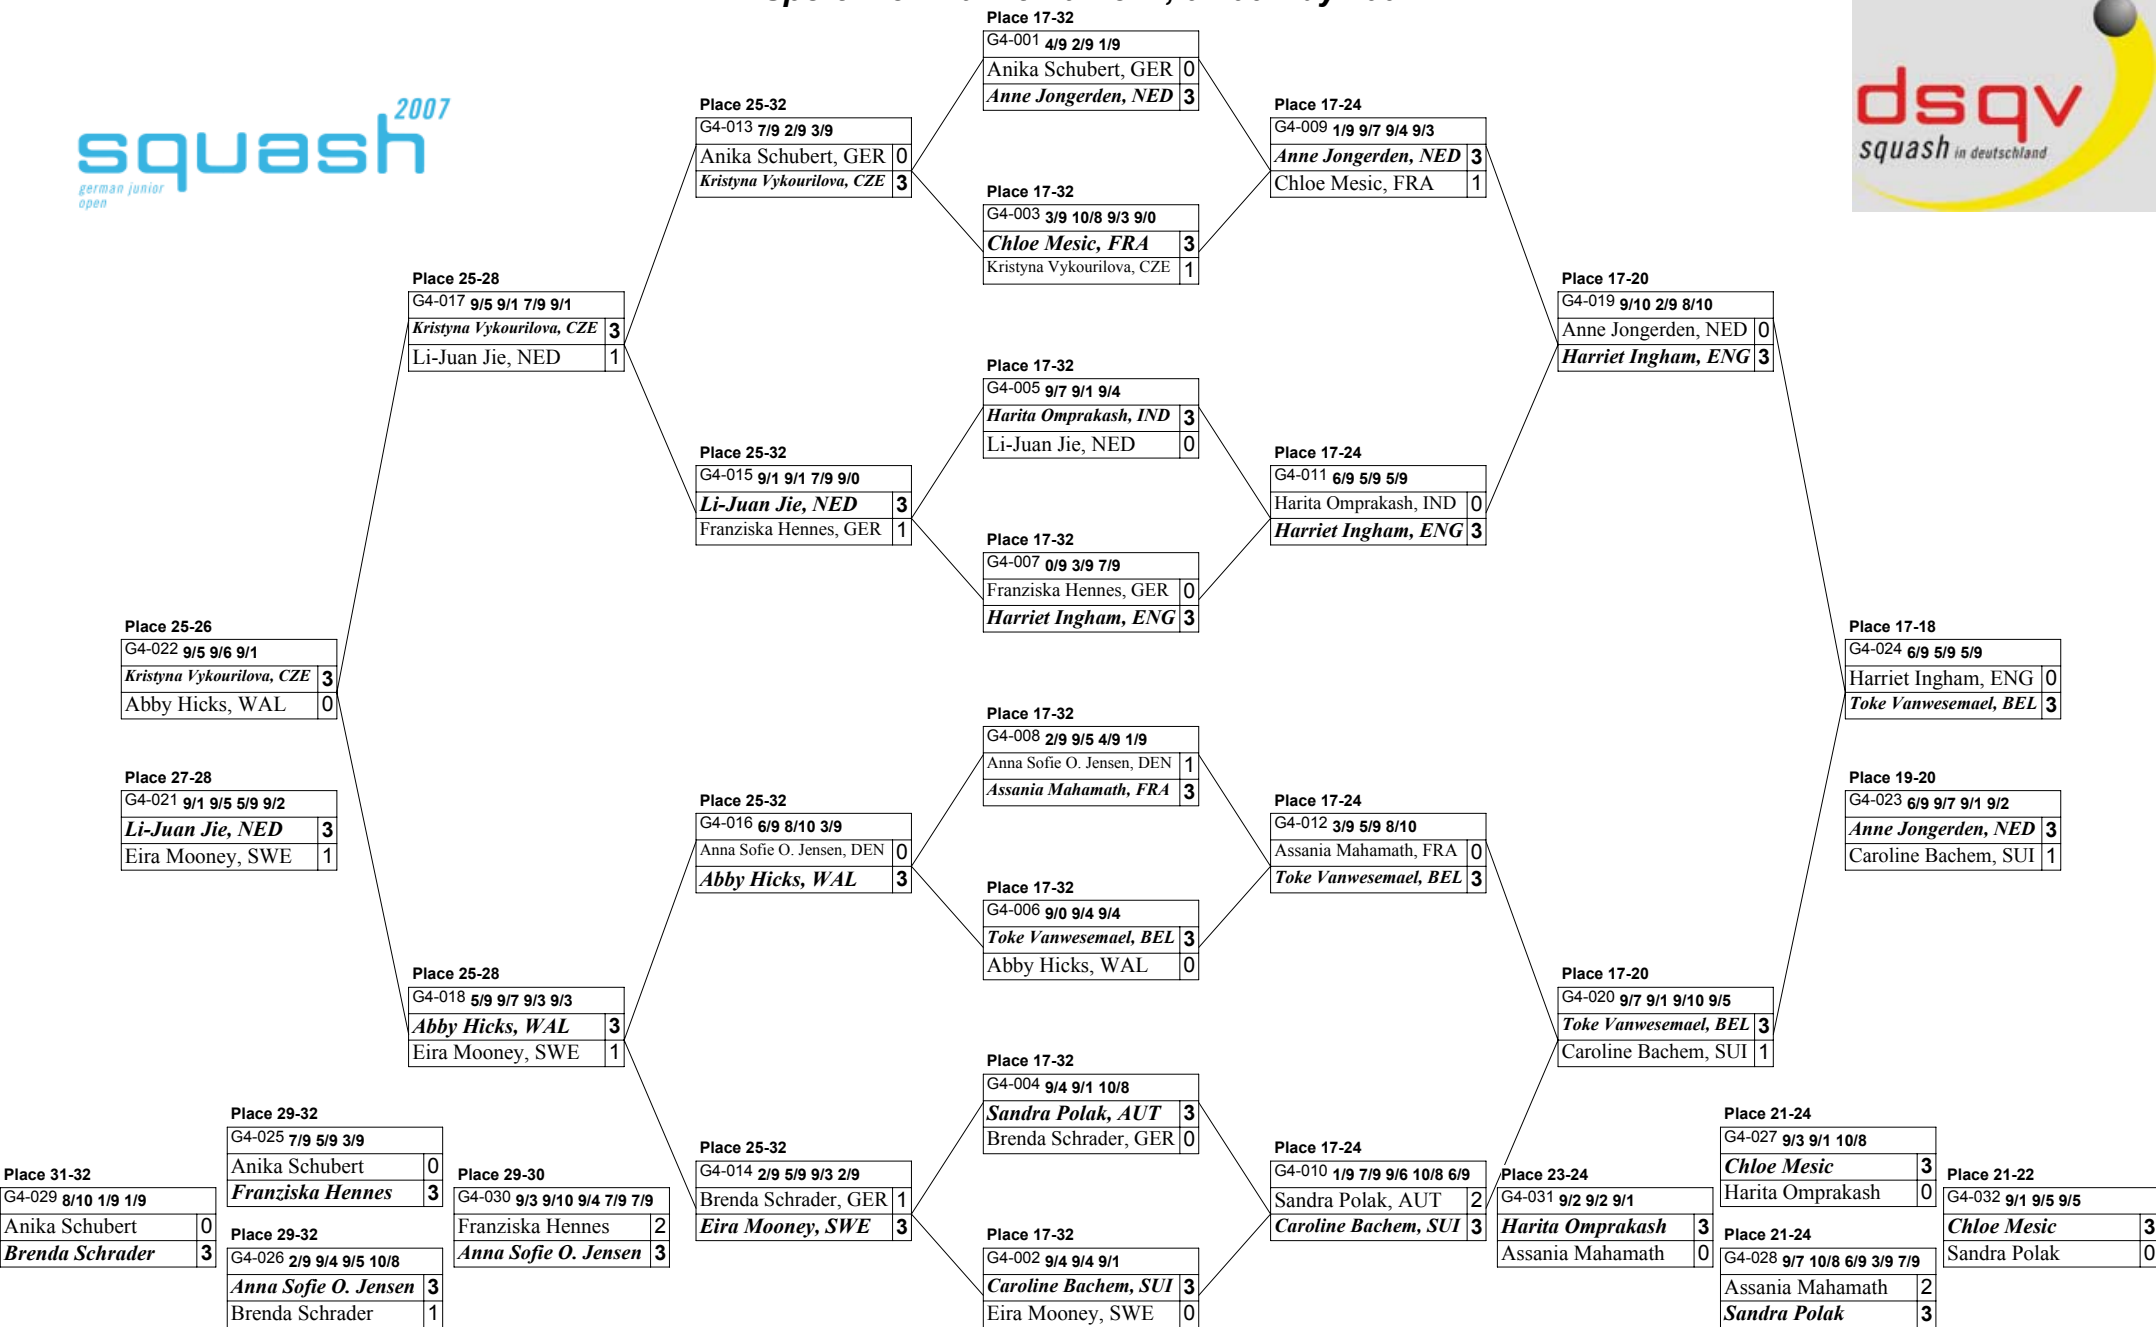 Place 17-32
G4-001 4/9 2/9 1/9
Anika Schubert, GER 0
Anne Jongerden, NED 3
2007
squash
german junior
open
dsqv
squash in deutschland
Place 25-32
G4-013 7/9 2/9 3/9
Anika Schubert, GER 0
Kristyna Vykourilova, CZE 3
Place 17-24
G4-009 1/9 9/7 9/4 9/3
Anne Jongerden, NED 3
Chloe Mesic, FRA 1
Place 17-32
G4-003 3/9 10/8 9/3 9/0
Chloe Mesic, FRA 3
Kristyna Vykourilova, CZE 1
Place 25-28
G4-017 9/5 9/1 7/9 9/1
Kristyna Vykourilova, CZE 3
Li-Juan Jie, NED 1
Place 17-20
G4-019 9/10 2/9 8/10
Anne Jongerden, NED 0
Harriet Ingham, ENG 3
Place 17-32
G4-005 9/7 9/1 9/4
Harita Omprakash, IND 3
Li-Juan Jie, NED 0
Place 25-32
G4-015 9/1 9/1 7/9 9/0
Li-Juan Jie, NED 3
Franziska Hennes, GER 1
Place 17-24
G4-011 6/9 5/9 5/9
Harita Omprakash, IND 0
Harriet Ingham, ENG 3
Place 17-32
G4-007 0/9 3/9 7/9
Franziska Hennes, GER 0
Harriet Ingham, ENG 3
Place 25-26
G4-022 9/5 9/6 9/1
Kristyna Vykourilova, CZE 3
Abby Hicks, WAL 0
Place 17-18
G4-024 6/9 5/9 5/9
Harriet Ingham, ENG 0
Toke Vanwesemael, BEL 3
Place 17-32
G4-008 2/9 9/5 4/9 1/9
Anna Sofie O. Jensen, DEN 1
Assania Mahamath, FRA 3
Place 27-28
G4-021 9/1 9/5 5/9 9/2
Li-Juan Jie, NED 3
Eira Mooney, SWE 1
Place 19-20
G4-023 6/9 9/7 9/1 9/2
Anne Jongerden, NED 3
Caroline Bachem, SUI 1
Place 25-32
G4-016 6/9 8/10 3/9
Anna Sofie O. Jensen, DEN 0
Abby Hicks, WAL 3
Place 17-24
G4-012 3/9 5/9 8/10
Assania Mahamath, FRA 0
Toke Vanwesemael, BEL 3
Place 17-32
G4-006 9/0 9/4 9/4
Toke Vanwesemael, BEL 3
Abby Hicks, WAL 0
Place 25-28
G4-018 5/9 9/7 9/3 9/3
Abby Hicks, WAL 3
Eira Mooney, SWE 1
Place 17-20
G4-020 9/7 9/1 9/10 9/5
Toke Vanwesemael, BEL 3
Caroline Bachem, SUI 1
Place 17-32
G4-004 9/4 9/1 10/8
Sandra Polak, AUT 3
Brenda Schrader, GER 0
Place 29-32
G4-025 7/9 5/9 3/9
Anika Schubert 0
Franziska Hennes 3
Place 21-24
G4-027 9/3 9/1 10/8
Chloe Mesic 3
Harita Omprakash 0
Place 25-32
G4-014 2/9 5/9 9/3 2/9
Brenda Schrader, GER 1
Eira Mooney, SWE 3
Place 17-24
G4-010 1/9 7/9 9/6 10/8 6/9
Sandra Polak, AUT 2
Caroline Bachem, SUI 3
Place 31-32
G4-029 8/10 1/9 1/9
Anika Schubert 0
Brenda Schrader 3
Place 29-30
G4-030 9/3 9/10 9/4 7/9 7/9
Franziska Hennes 2
Anna Sofie O. Jensen 3
Place 23-24
G4-031 9/2 9/2 9/1
Harita Omprakash 3
Assania Mahamath 0
Place 21-22
G4-032 9/1 9/5 9/5
Chloe Mesic 3
Sandra Polak 0
Place 29-32
G4-026 2/9 9/4 9/5 10/8
Anna Sofie O. Jensen 3
Brenda Schrader 1
Place 17-32
G4-002 9/4 9/4 9/1
Caroline Bachem, SUI 3
Eira Mooney, SWE 0
Place 21-24
G4-028 9/7 10/8 6/9 3/9 7/9
Assania Mahamath 2
Sandra Polak 3